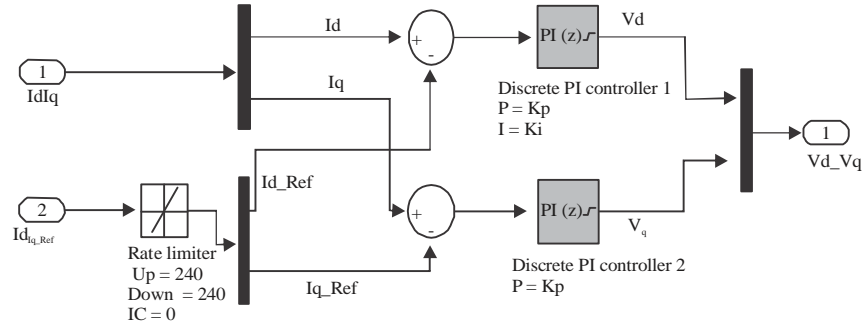 Id
+
-
PI (z)
Vd
1
IdIq
Iq
Discrete PI controller 1
P = Kp
I = Ki
1
Vd_Vq
2
IdIq_Ref
Id_Ref
+
-
PI (z)
Vq
Rate limiter
Up = 240
Down = 240
IC = 0
Iq_Ref
Discrete PI controller 2
P = Kp